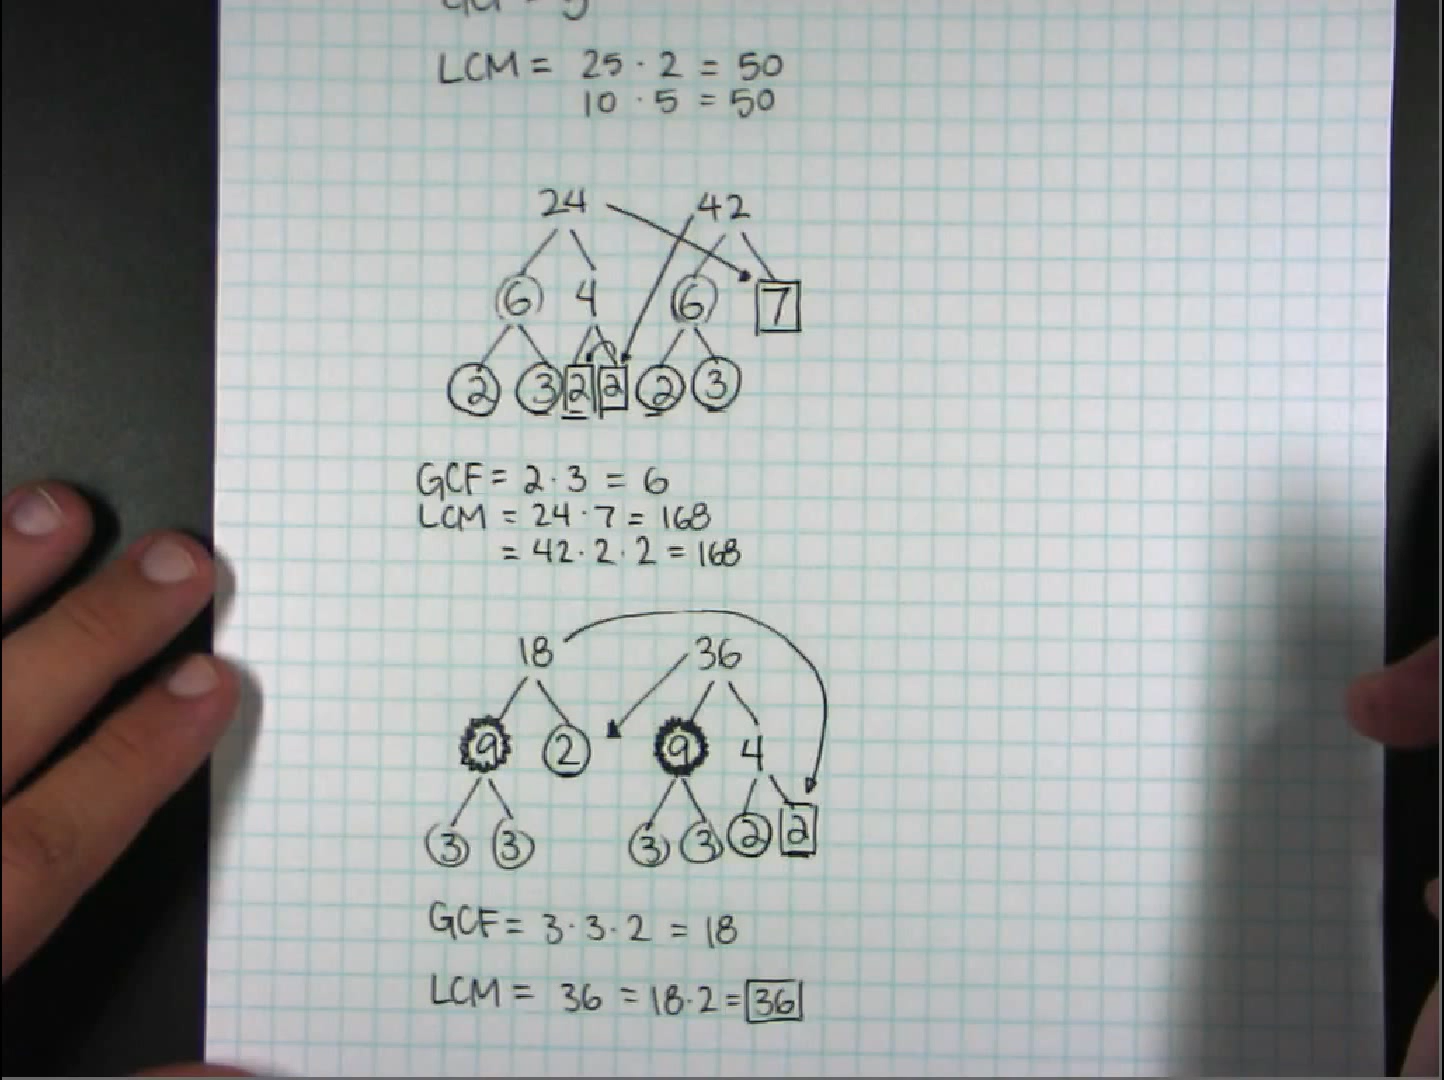 LCM = 25 · 2 = 50
10 · 5 = 50
24 42
6 4 6 7
2 3 2 2 2 3
GCF = 2 · 3 = 6
LCM = 24 · 7 = 168
= 42 · 2 · 2 = 168
18 36
9 2 9 4
3 3 3 3 2 2
GCF = 3 · 3 · 2 = 18
LCM = 36 = 18 · 2 = 36